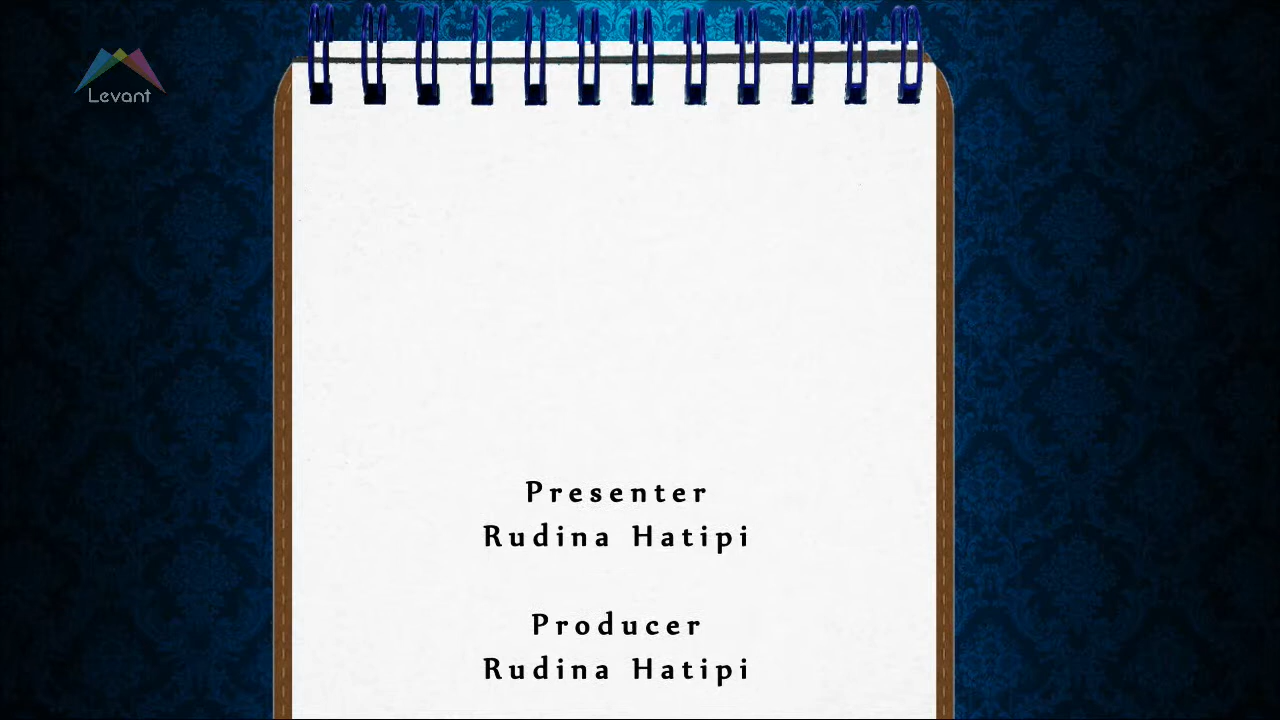 Levant
Presenter
Rudina Hatipi
Producer
Rudina Hatipi